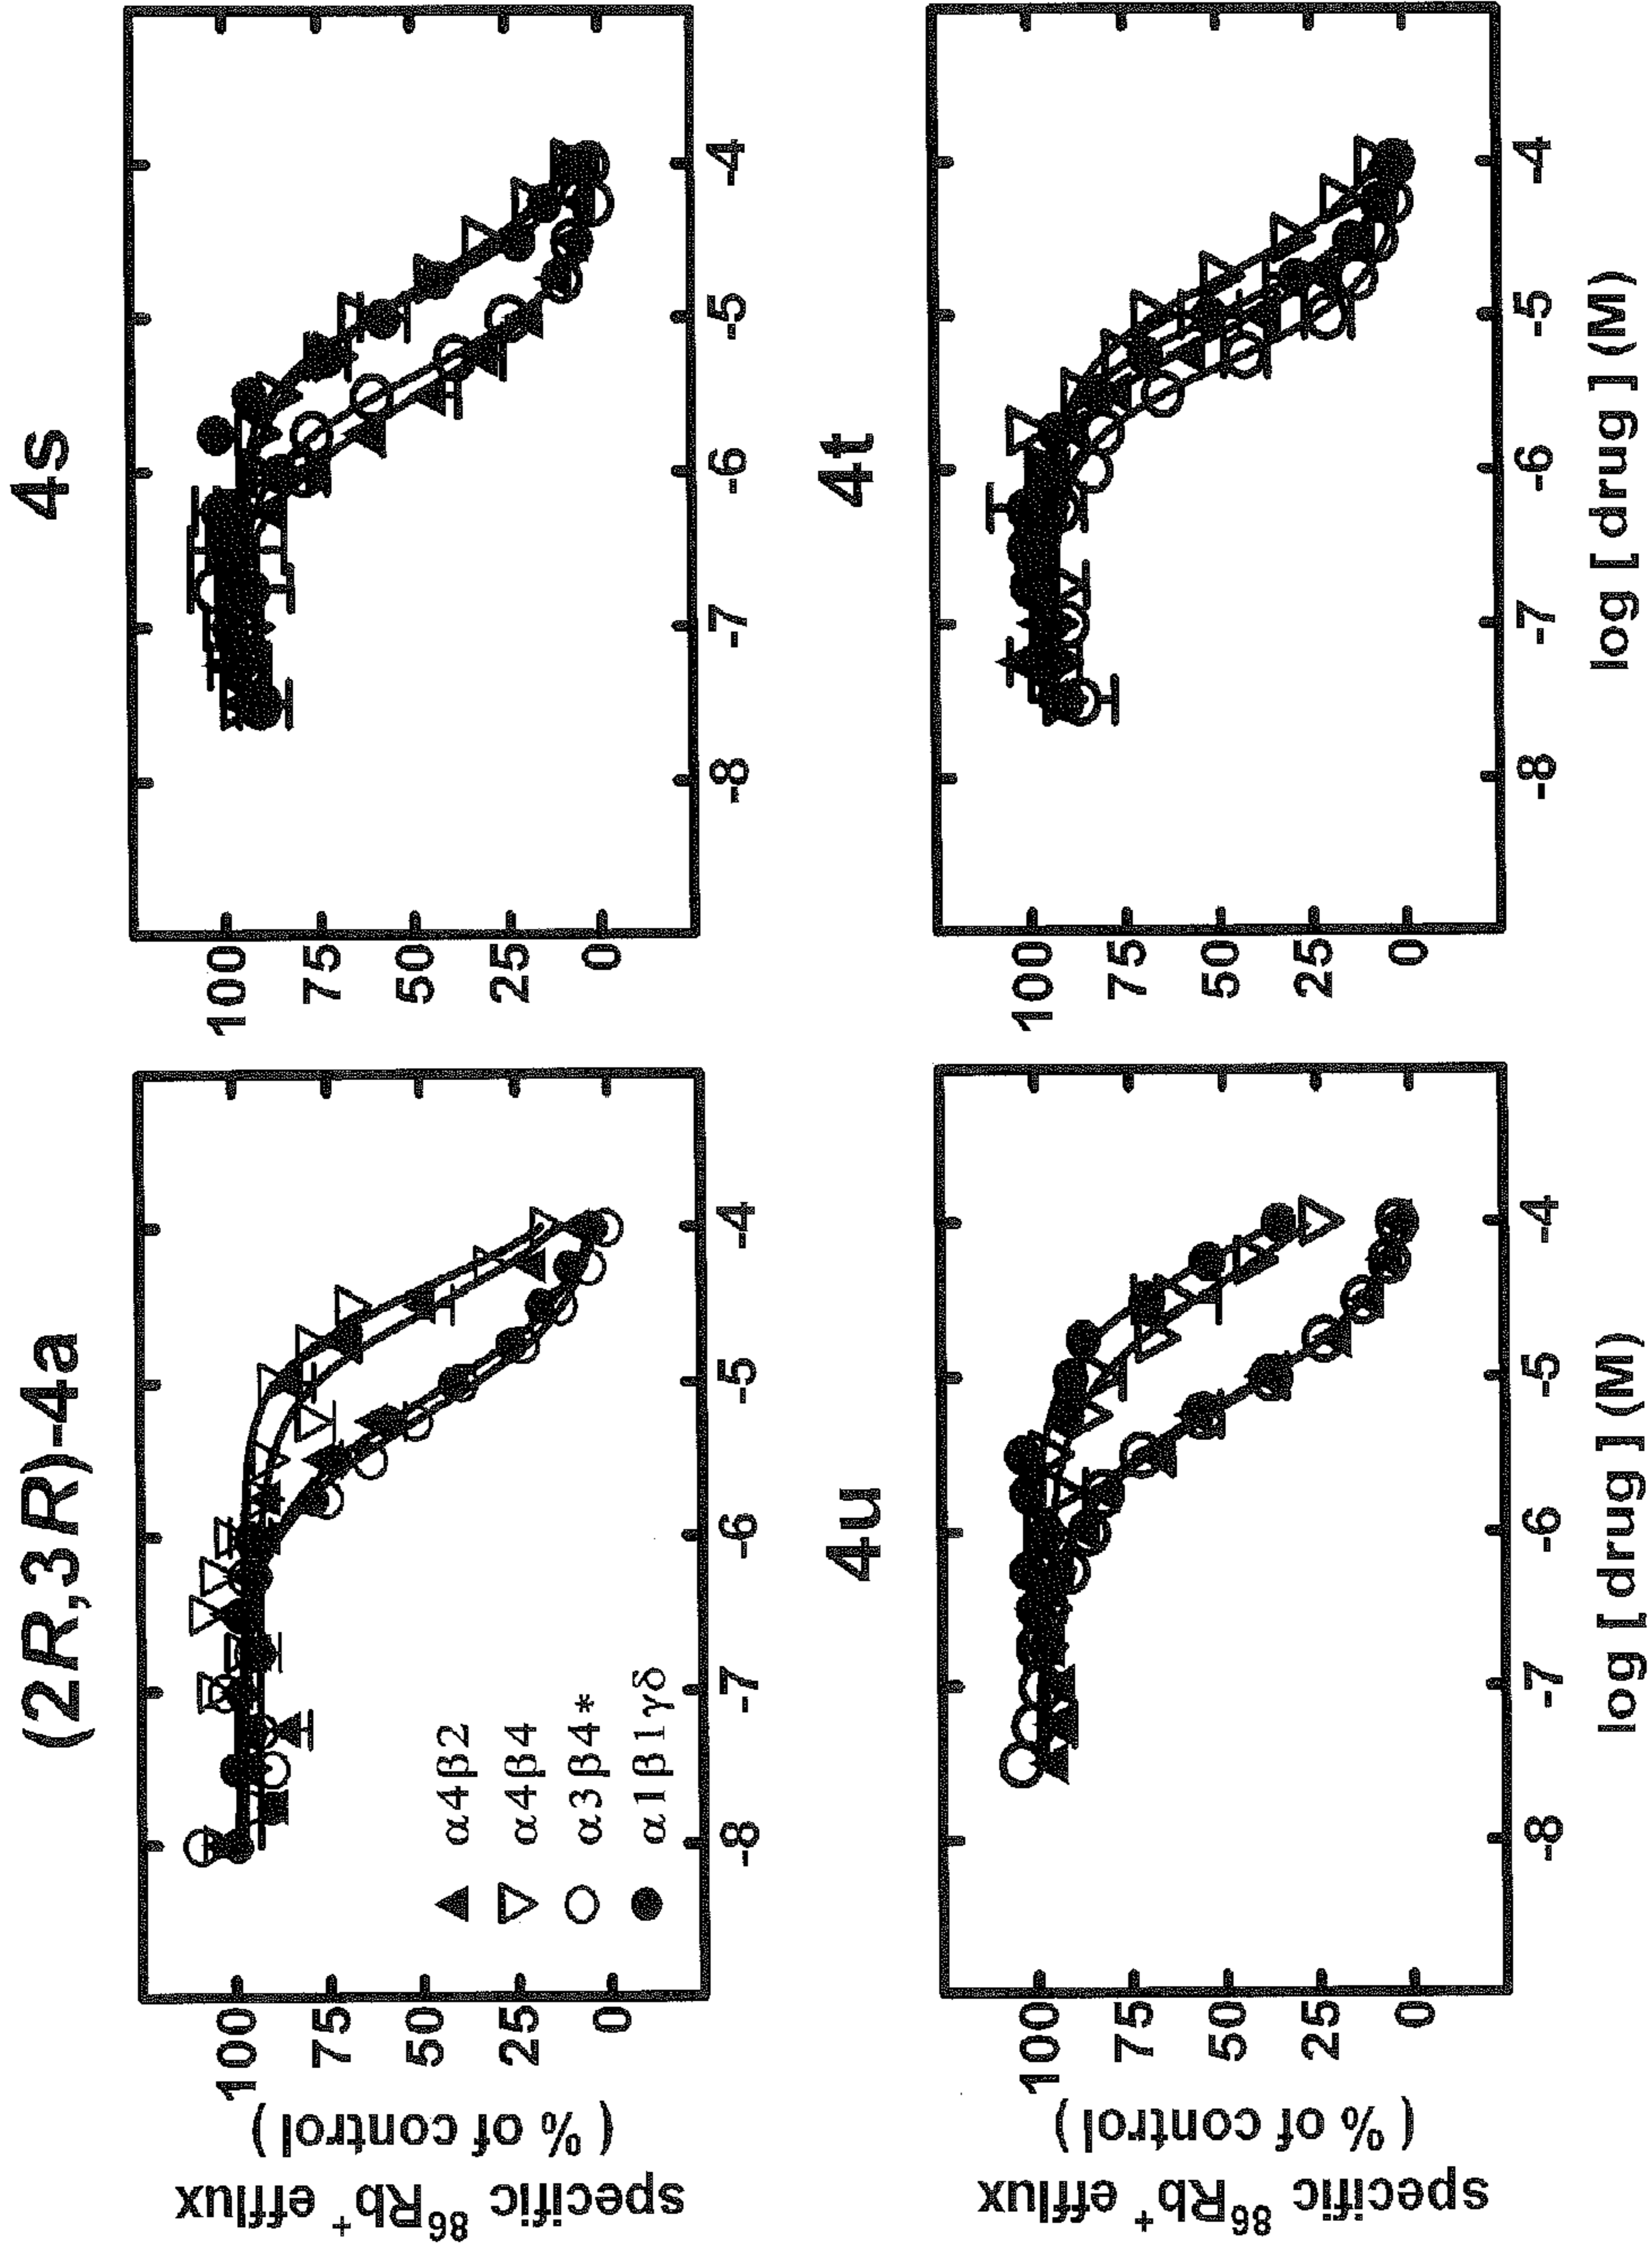 (2R,3R)-4a
100
75
50
25
0
specific ⁸⁶Rb⁺ efflux
( % of control )
α4β2
α4β4
α3β4*
α1β1γδ
-8
-7
-6
-5
-4
4s
100
75
50
25
0
-8
-7
-6
-5
-4
4u
100
75
50
25
0
specific ⁸⁶Rb⁺ efflux
( % of control )
-8
-7
-6
-5
-4
log [ drug ] (M)
4t
100
75
50
25
0
-8
-7
-6
-5
-4
log [ drug ] (M)